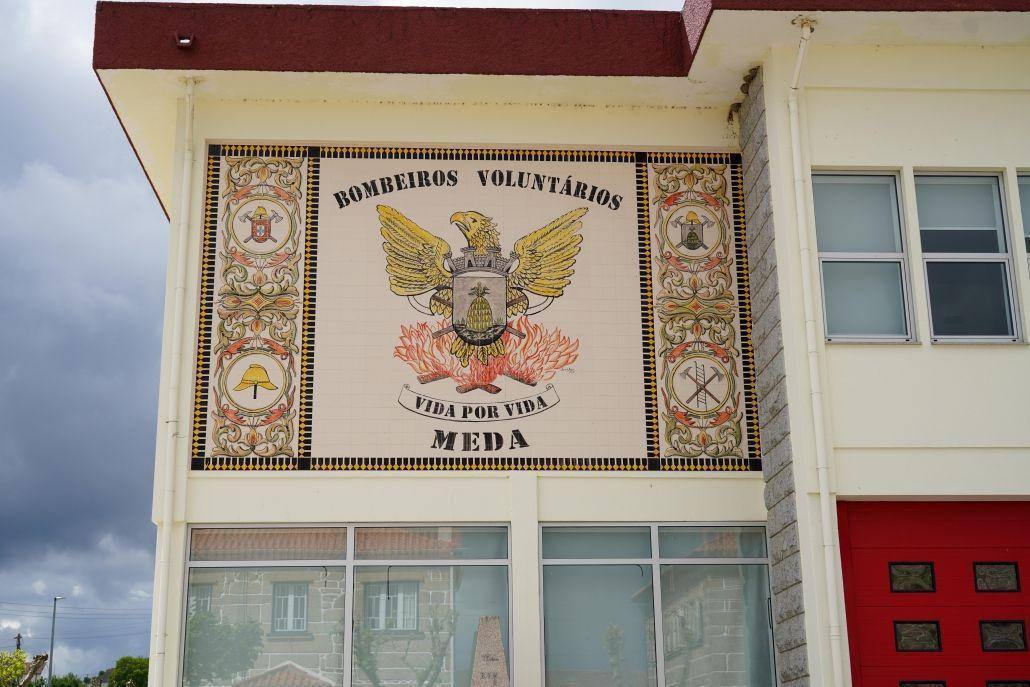 BOMBEIROS VOLUNTÁRIOS
VIDA POR VIDA
MEDA